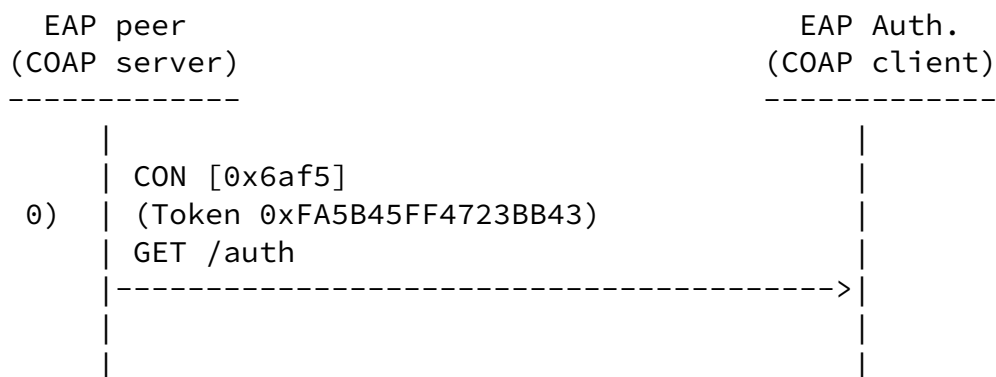 EAP peer EAP Auth.
(COAP server) (COAP client)
------------- -------------
| |
| CON [0x6af5] |
0) | (Token 0xFA5B45FF4723BB43) |
| GET /auth |
|---------------------------------------->|
| |
| |